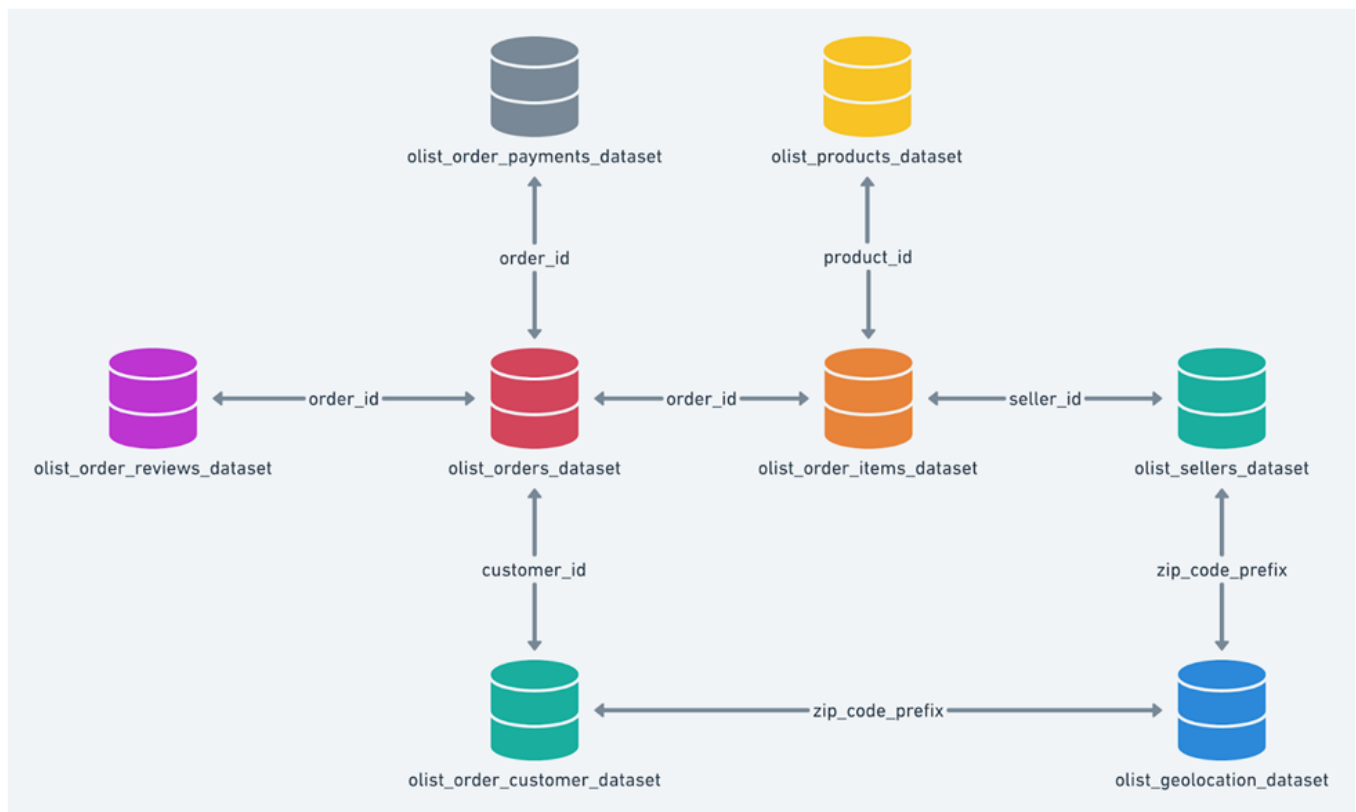 olist_order_payments_dataset
olist_products_dataset
order_id
product_id
order_id
order_id
seller_id
olist_order_reviews_dataset
olist_orders_dataset
olist_order_items_dataset
olist_sellers_dataset
customer_id
zip_code_prefix
zip_code_prefix
olist_order_customer_dataset
olist_geolocation_dataset